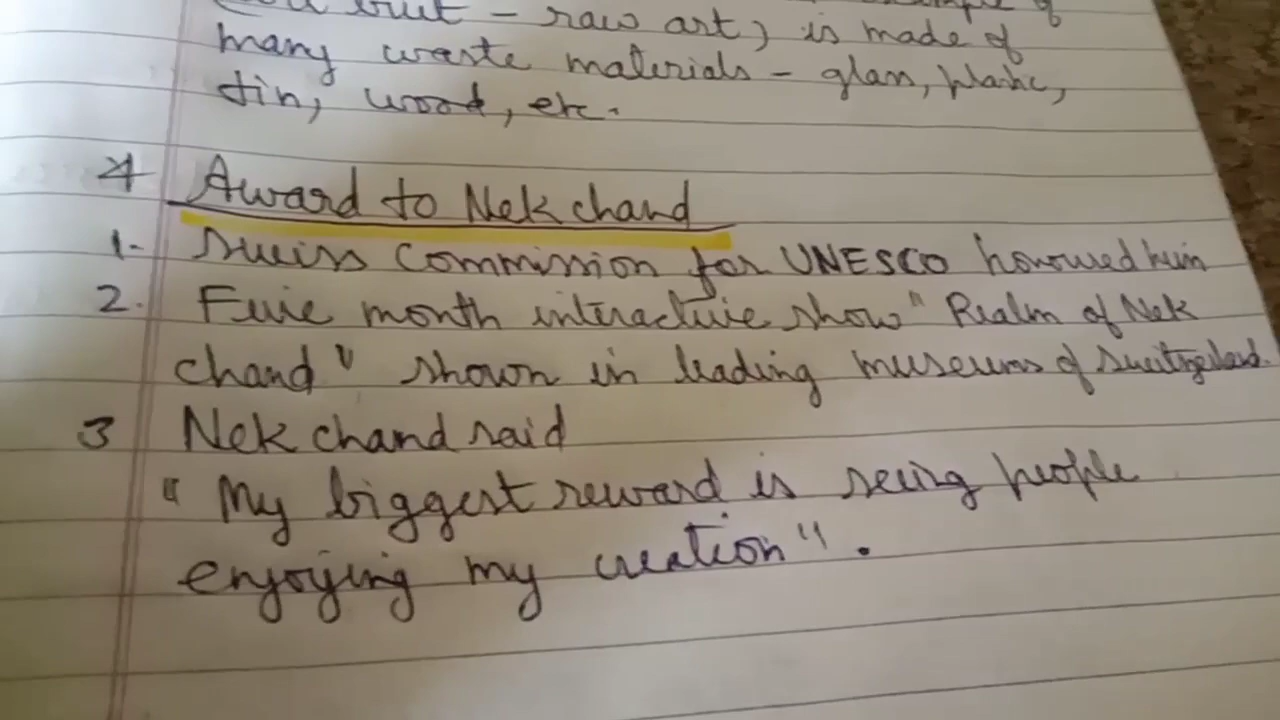 brut - raw art) is made of
many waste materials - glass, plastic,
tin, wood, etc.
4 Award to Nek chand
1. Swiss Commission for UNESCO honoured him
2. Five month interactive show "Realm of Nek
chand" shown in leading museums of Switzerland.
3 Nek chand said
"My biggest reward is seeing people
enjoying my creation".